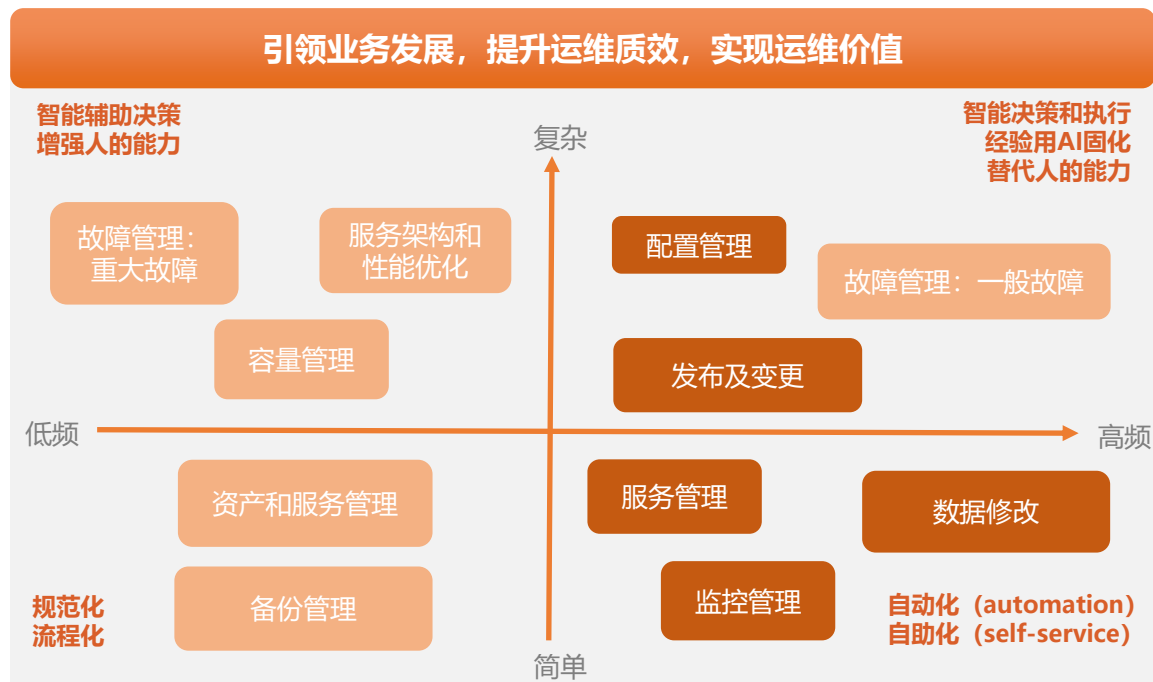 引领业务发展，提升运维质效，实现运维价值
智能辅助决策
增强人的能力
智能决策和执行
经验用AI固化
替代人的能力
复杂
故障管理：
重大故障
服务架构和
性能优化
配置管理
故障管理：一般故障
容量管理
发布及变更
低频
高频
资产和服务管理
服务管理
数据修改
备份管理
监控管理
规范化
流程化
自动化（automation）
自助化（self-service）
简单